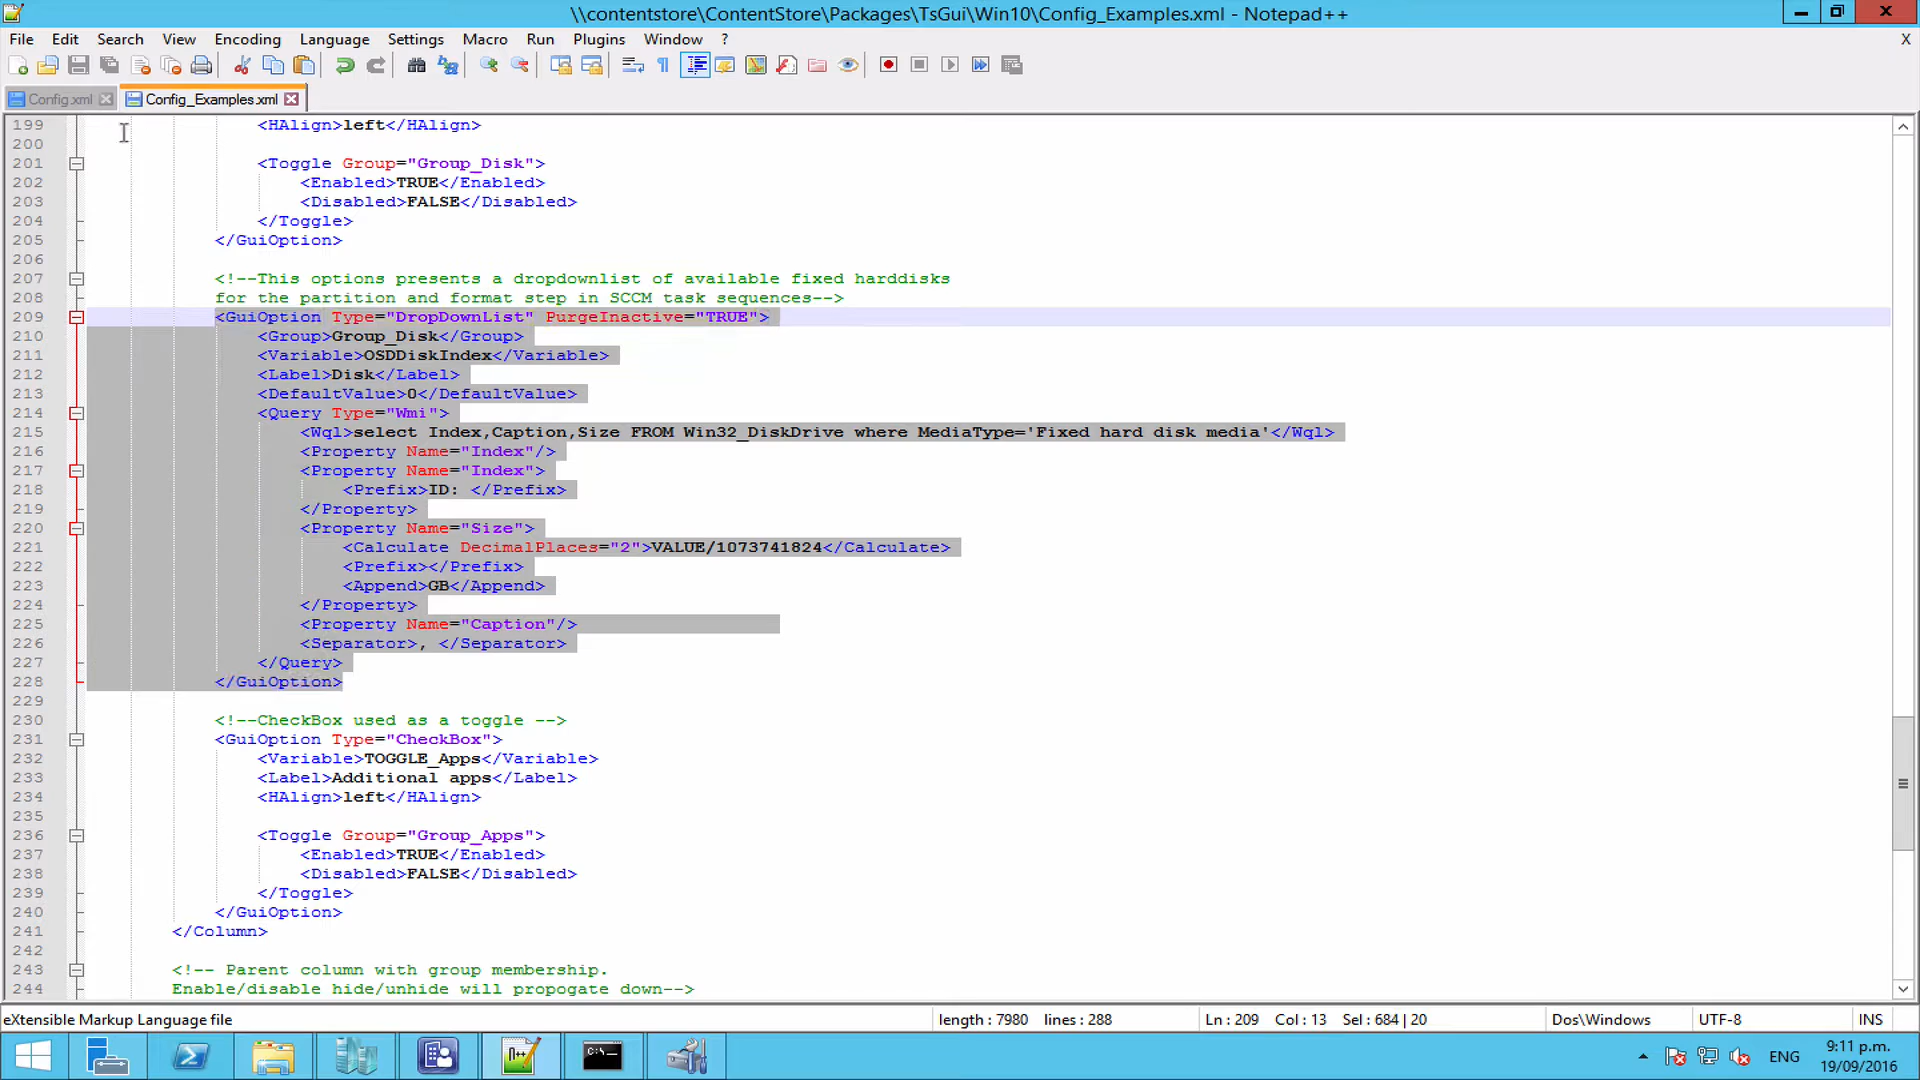 \\contentstore\ContentStore\Packages\TsGui\Win10\Config_Examples.xml - Notepad++
File Edit Search View Encoding Language Settings Macro Run Plugins Window ? X
Config.xml Config_Examples.xml
199 <HAlign>left</HAlign>
200
201 <Toggle Group="Group_Disk">
202 <Enabled>TRUE</Enabled>
203 <Disabled>FALSE</Disabled>
204 </Toggle>
205 </GuiOption>
206
207 <!--This options presents a dropdownlist of available fixed harddisks
208 for the partition and format step in SCCM task sequences-->
209 <GuiOption Type="DropDownList" PurgeInactive="TRUE">
210 <Group>Group_Disk</Group>
211 <Variable>OSDDiskIndex</Variable>
212 <Label>Disk</Label>
213 <DefaultValue>0</DefaultValue>
214 <Query Type="Wmi">
215 <Wql>select Index,Caption,Size FROM Win32_DiskDrive where MediaType='Fixed hard disk media'</Wql>
216 <Property Name="Index"/>
217 <Property Name="Index">
218 <Prefix>ID: </Prefix>
219 </Property>
220 <Property Name="Size">
221 <Calculate DecimalPlaces="2">VALUE/1073741824</Calculate>
222 <Prefix></Prefix>
223 <Append>GB</Append>
224 </Property>
225 <Property Name="Caption"/>
226 <Separator>, </Separator>
227 </Query>
228 </GuiOption>
229
230 <!--CheckBox used as a toggle -->
231 <GuiOption Type="CheckBox">
232 <Variable>TOGGLE_Apps</Variable>
233 <Label>Additional apps</Label>
234 <HAlign>left</HAlign>
235
236 <Toggle Group="Group_Apps">
237 <Enabled>TRUE</Enabled>
238 <Disabled>FALSE</Disabled>
239 </Toggle>
240 </GuiOption>
241 </Column>
242
243 <!-- Parent column with group membership.
244 Enable/disable hide/unhide will propogate down-->
eXtensible Markup Language file length : 7980 lines : 288 Ln : 209 Col : 13 Sel : 684 | 20 Dos\Windows UTF-8 INS
ENG 9:11 p.m.
19/09/2016